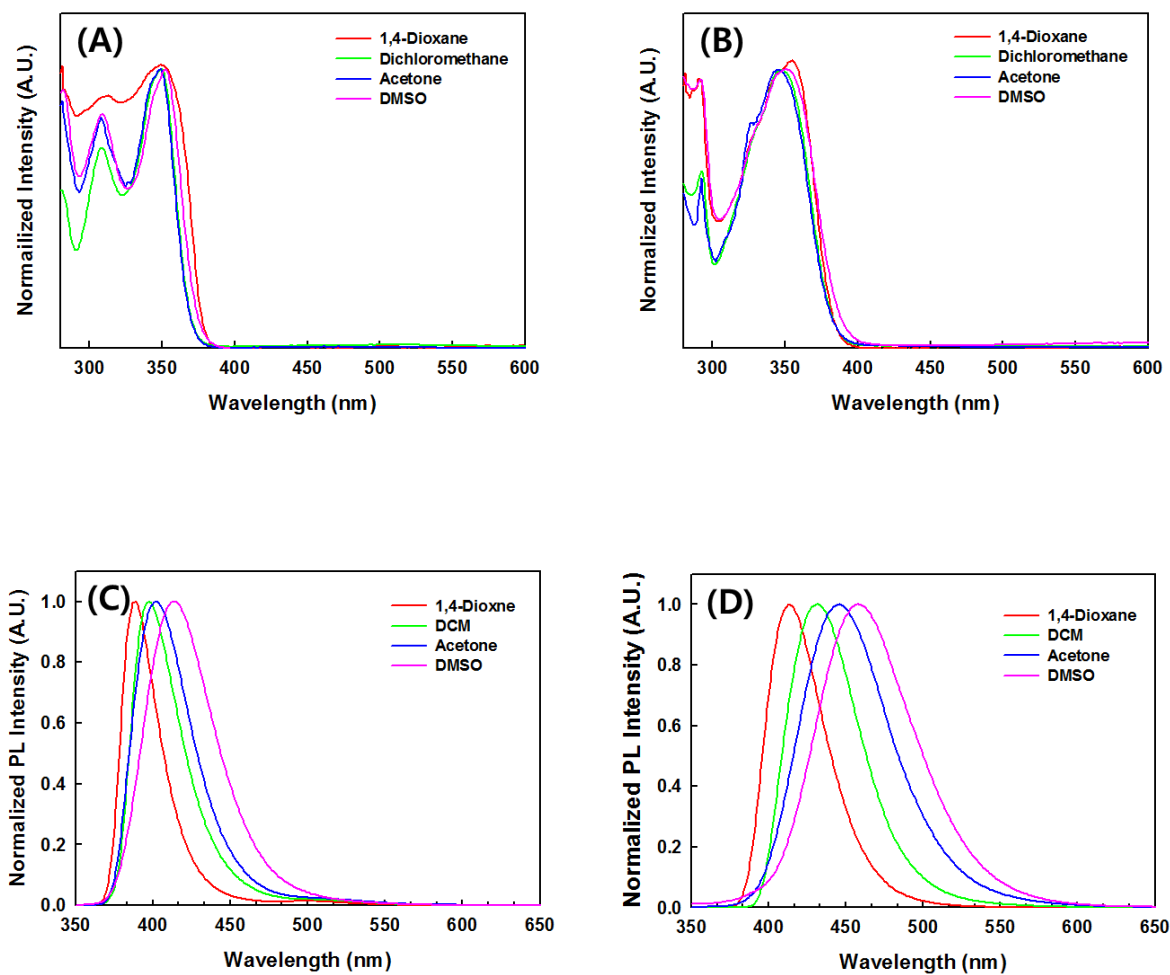 (A)
1,4-Dioxane
Dichloromethane
Acetone
DMSO
Normailized Intensity (A.U.)
300 350 400 450 500 550 600
Wavelength (nm)
(B)
1,4-Dioxane
Dichloromethane
Acetone
DMSO
Normalized Intensity (A.U.)
300 350 400 450 500 550 600
Wavelength (nm)
(C)
1,4-Dioxne
DCM
Acetone
DMSO
Normalized PL Intensity (A.U.)
1.0
0.8
0.6
0.4
0.2
0.0
350 400 450 500 550 600 650
Wavelength (nm)
(D)
1,4-Dioxane
DCM
Acetone
DMSO
Normalized PL Intensity (A.U.)
1.0
0.8
0.6
0.4
0.2
0.0
350 400 450 500 550 600 650
Wavelength (nm)